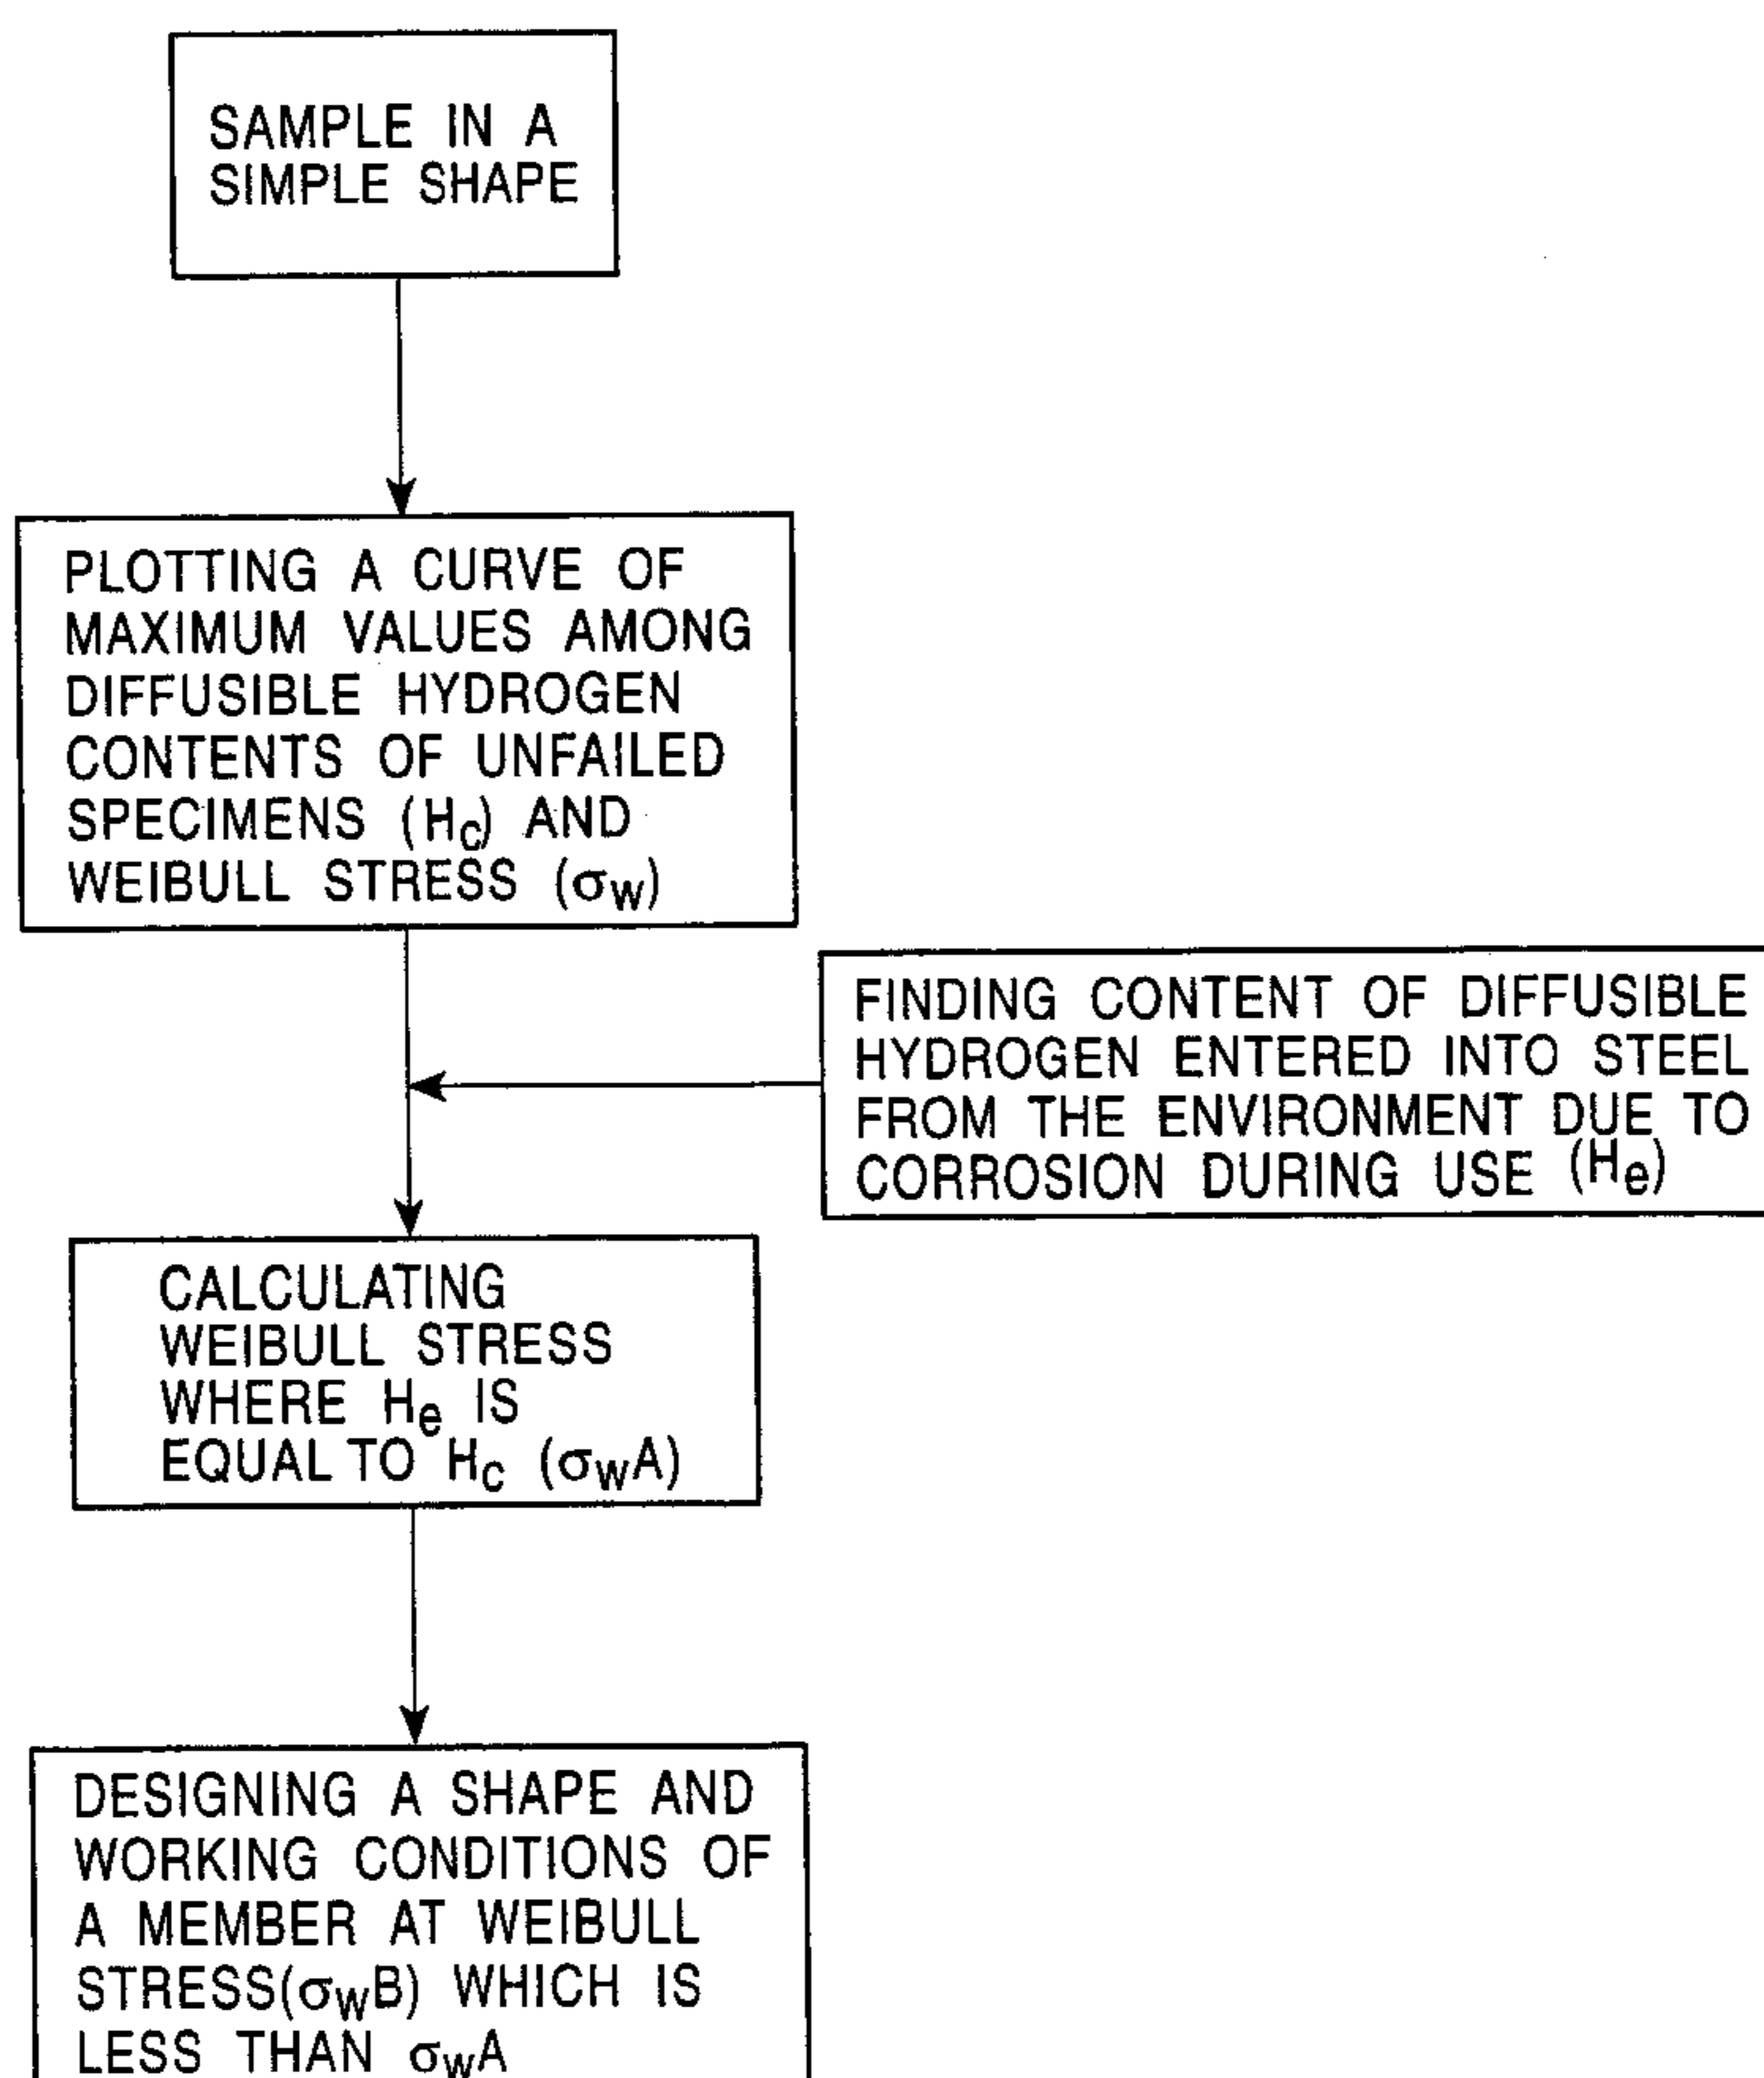 SAMPLE IN A
SIMPLE SHAPE
PLOTTING A CURVE OF
MAXIMUM VALUES AMONG
DIFFUSIBLE HYDROGEN
CONTENTS OF UNFAILED
SPECIMENS (Hc) AND
WEIBULL STRESS (σw)
FINDING CONTENT OF DIFFUSIBLE
HYDROGEN ENTERED INTO STEEL
FROM THE ENVIRONMENT DUE TO
CORROSION DURING USE (He)
CALCULATING
WEIBULL STRESS
WHERE He IS
EQUAL TO Hc (σwA)
DESIGNING A SHAPE AND
WORKING CONDITIONS OF
A MEMBER AT WEIBULL
STRESS(σwB) WHICH IS
LESS THAN σwA